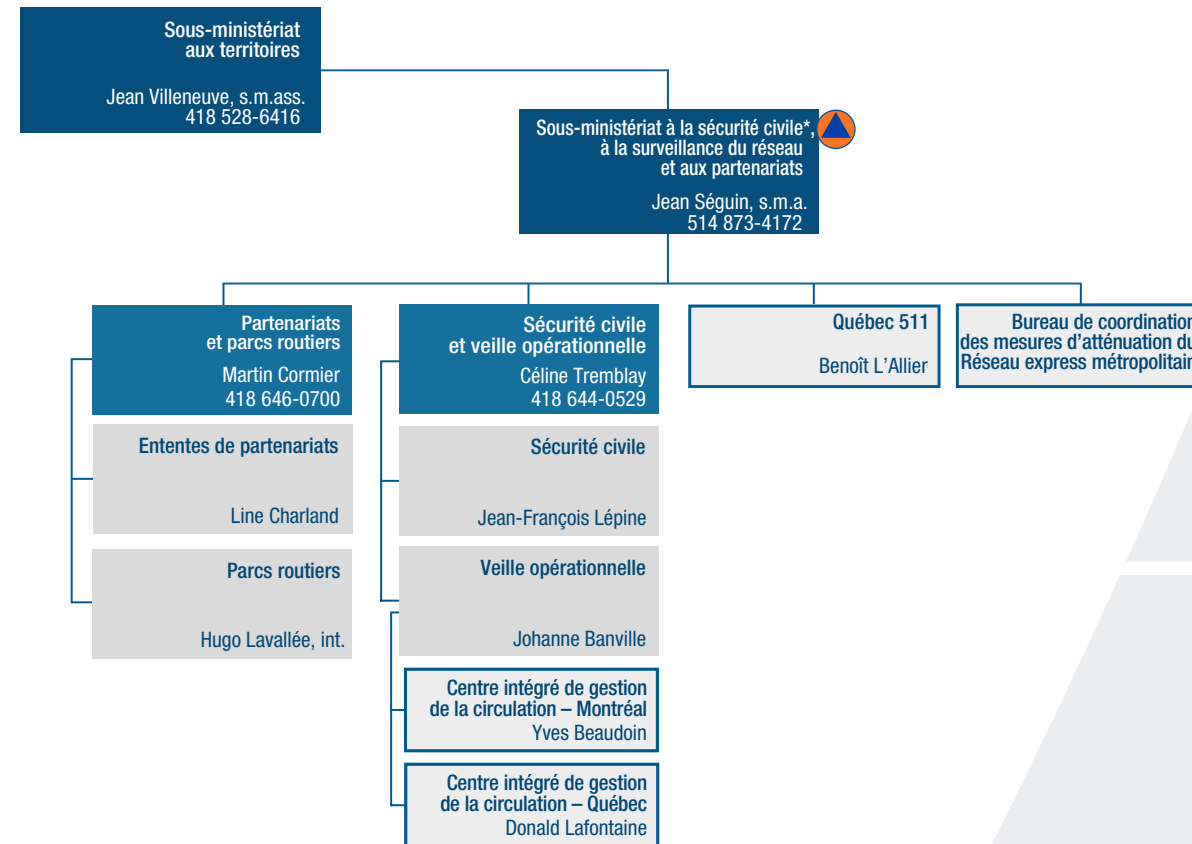 Sous-ministériat
aux territoires
Jean Villeneuve, s.m.ass.
418 528-6416
Sous-ministériat à la sécurité civile*,
à la surveillance du réseau
et aux partenariats
Jean Séguin, s.m.a.
514 873-4172
Partenariats
et parcs routiers
Martin Cormier
418 646-0700
Ententes de partenariats
Line Charland
Parcs routiers
Hugo Lavallée, int.
Sécurité civile
et veille opérationnelle
Céline Tremblay
418 644-0529
Sécurité civile
Jean-François Lépine
Veille opérationnelle
Johanne Banville
Centre intégré de gestion
de la circulation – Montréal
Yves Beaudoin
Centre intégré de gestion
de la circulation – Québec
Donald Lafontaine
Québec 511
Benoît L'Allier
Bureau de coordination
des mesures d'atténuation du
Réseau express métropolitain